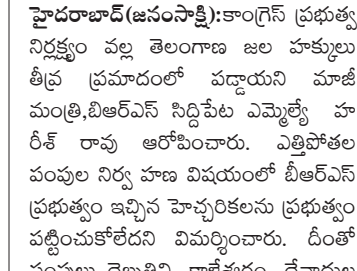 హైదరాబాద్(జనంసాక్షి):కాంగ్రెస్ ప్రభుత్వ
నిర్లక్ష్యం వల్ల తెలంగాణ జల హక్కులు
తీవ్ర ప్రమాదంలో పడ్డాయని మాజీ
మంత్రి,బిఆర్ఎస్ సిద్దిపేట ఎమ్మెల్యే హ
రీశ్ రావు ఆరోపించారు. ఎత్తిపోతల
పంపుల నిర్వ హణ విషయంలో బీఆర్ఎస్
ప్రభుత్వం ఇచ్చిన హెచ్చరికలను ప్రభుత్వం
పట్టించుకోలేదని విమర్శించారు. దీంతో